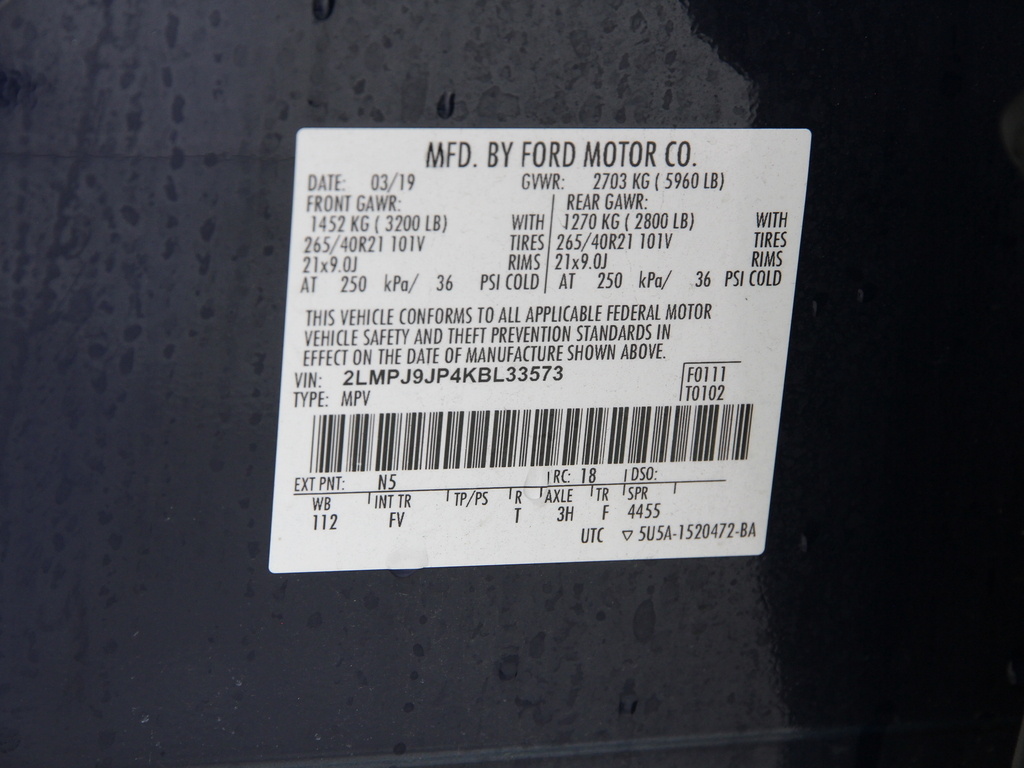 MFD. BY FORD MOTOR CO.
DATE: 03/19 GVWR: 2703 KG ( 5960 LB)
FRONT GAWR: REAR GAWR:
1452 KG ( 3200 LB) WITH 1270 KG ( 2800 LB) WITH
265/40R21 101V TIRES 265/40R21 101V TIRES
21x9.0J RIMS 21x9.0J RIMS
AT 250 kPa/ 36 PSI COLD AT 250 kPa/ 36 PSI COLD
THIS VEHICLE CONFORMS TO ALL APPLICABLE FEDERAL MOTOR
VEHICLE SAFETY AND THEFT PREVENTION STANDARDS IN
EFFECT ON THE DATE OF MANUFACTURE SHOWN ABOVE.
VIN: 2LMPJ9JP4KBL33573 F0111
TYPE: MPV T0102
EXT PNT: N5 RC: 18 DSO:
WB INT TR TP/PS R AXLE TR SPR
112 FV T 3H F 4455
UTC ▽ 5U5A-1520472-BA